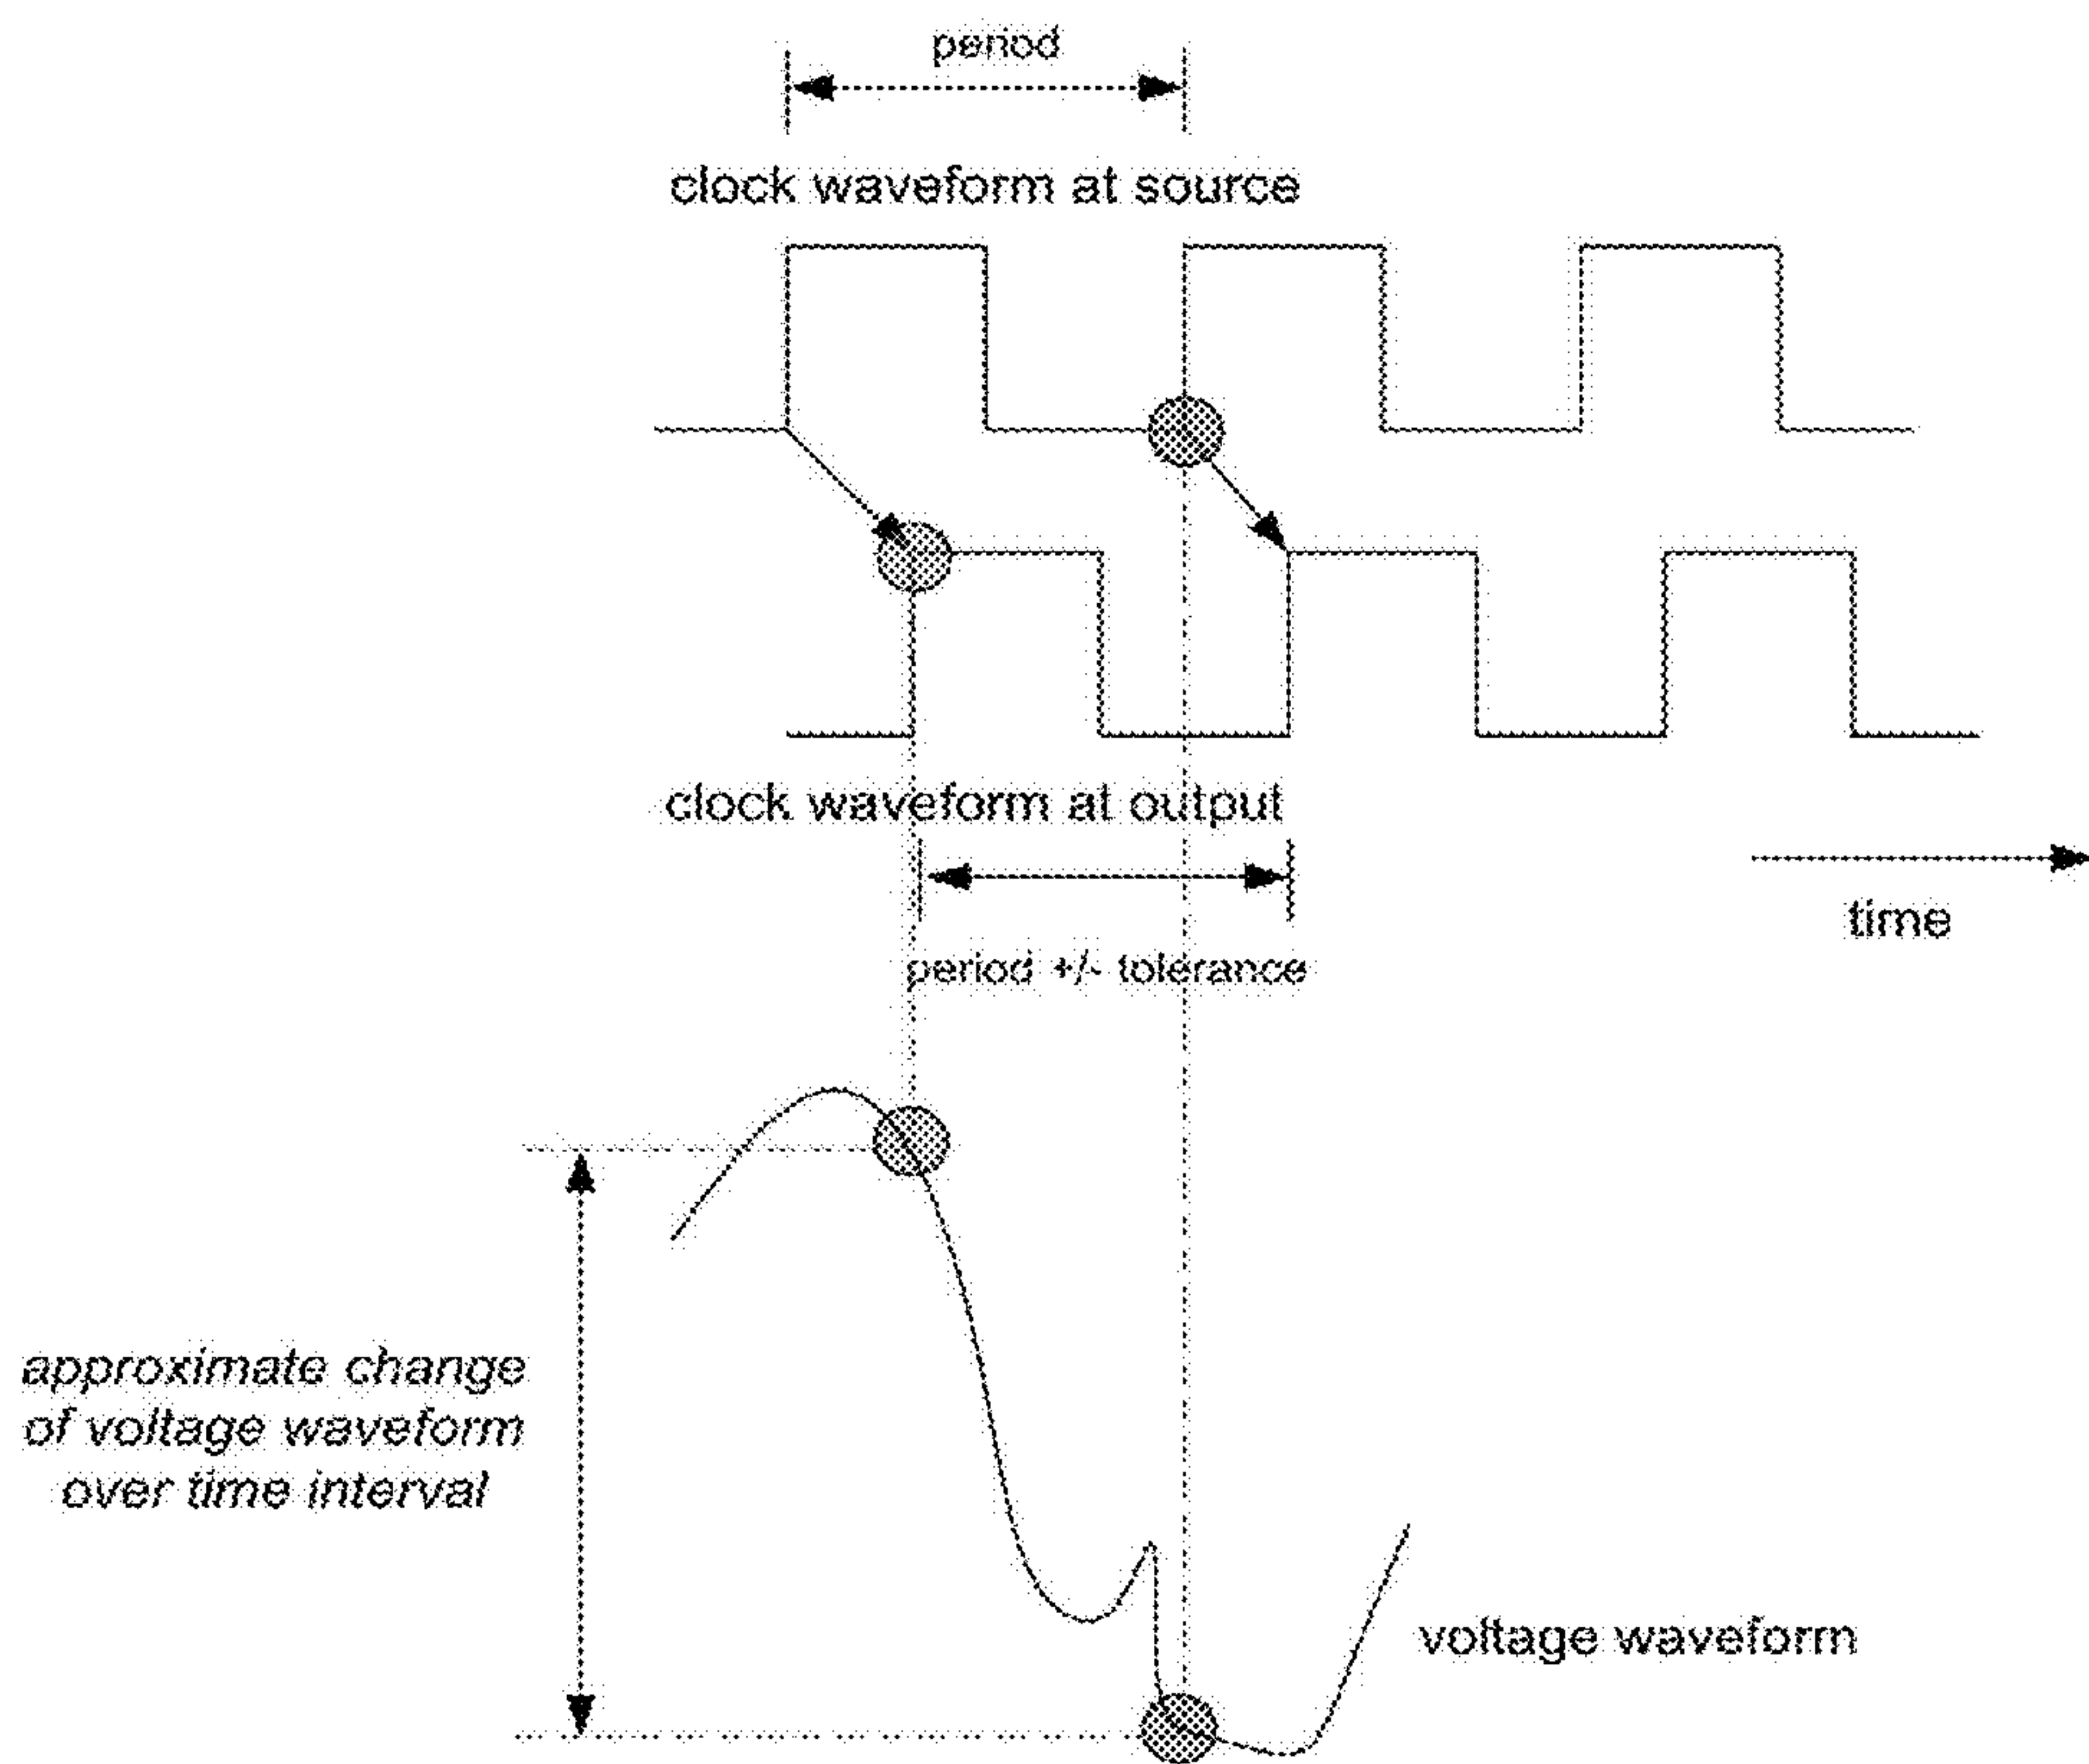 period
clock waveform at source
clock waveform at output
time
period +/- tolerance
approximate change
of voltage waveform
over time interval
voltage waveform